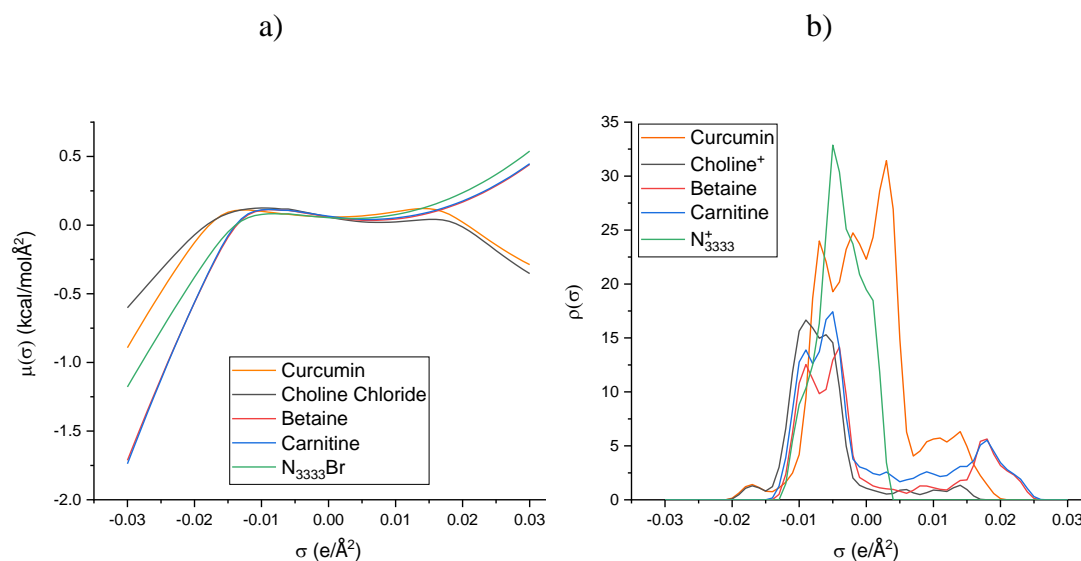 a)
b)
μ(σ) (kcal/molÅ²)
0.5
0.0
-0.5
-1.0
-1.5
-2.0
-0.03 -0.02 -0.01 0.00 0.01 0.02 0.03
σ (e/Å²)
Curcumin
Choline Chloride
Betaine
Carnitine
N₃₃₃₃Br
ρ(σ)
35
30
25
20
15
10
5
0
-0.03 -0.02 -0.01 0.00 0.01 0.02 0.03
σ (e/Å²)
Curcumin
Choline⁺
Betaine
Carnitine
N⁺₃₃₃₃